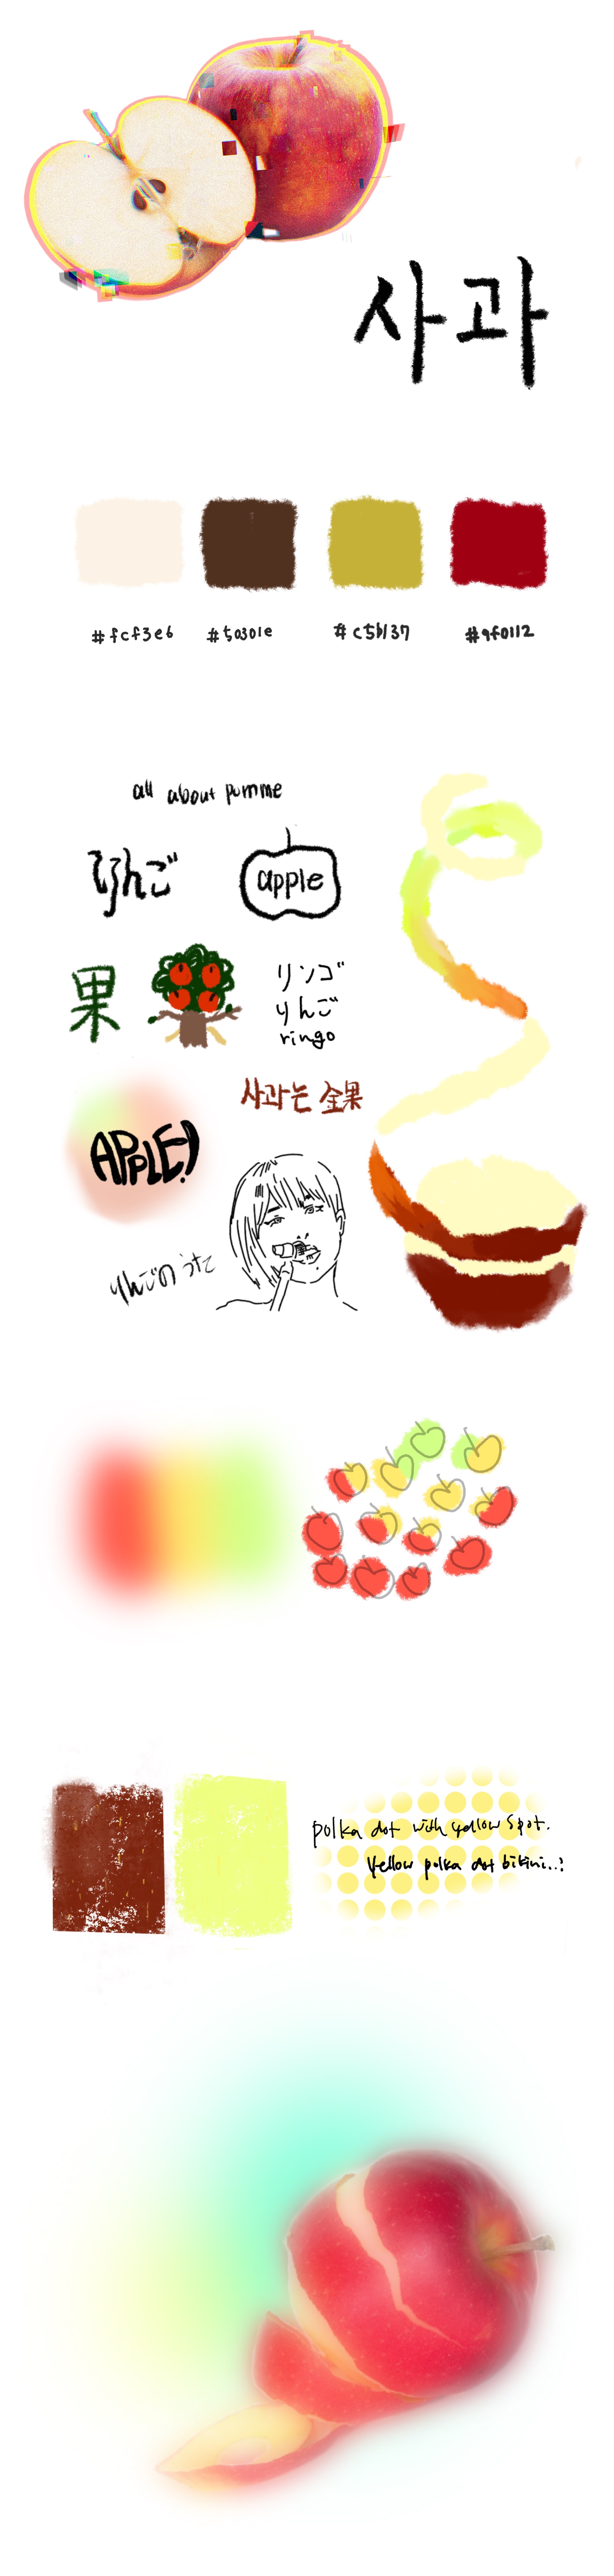 사과
#fcf3e6
#50301e
#c5b137
#9f0112
all about pomme
りんご
apple
果
リンゴ
りんご
ringo
사과는 金果
APPLE!
りんごのうた
polka dot with yellow spot.
Yellow polka dot bikini..?